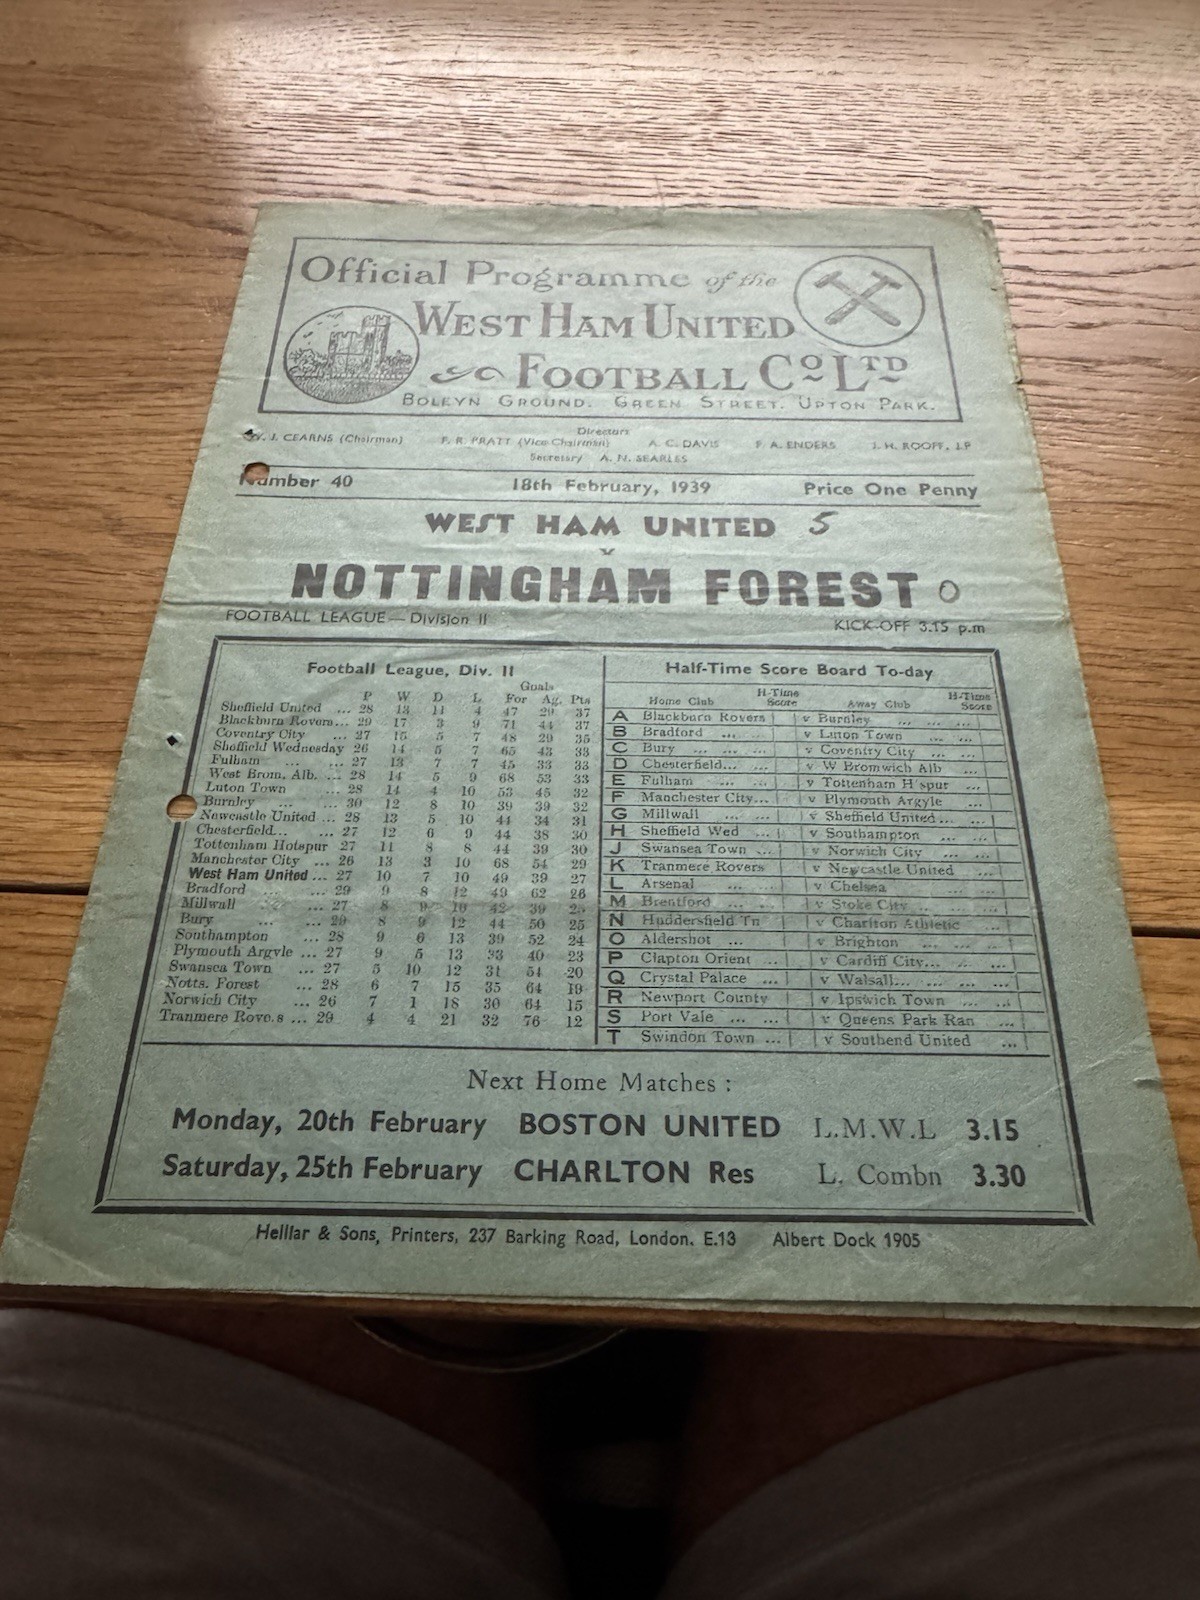 Official Programme of the
WEST HAM UNITED
FOOTBALL Co LTD
BOLEYN GROUND. GREEN STREET. UPTON PARK.
Directors
W. J. CEARNS (Chairman) F. R. PRATT (Vice Chairman) A. C. DAVIS F. A. ENDERS J. H. ROOFF, J.P
Secretary A. N. SEARLES
Number 40 18th February, 1939 Price One Penny
WEST HAM UNITED 5
v
NOTTINGHAM FOREST 0
FOOTBALL LEAGUE — Division II KICK-OFF 3.15 p.m
Football League, Div. II
Goals
P W D L For Ag. Pts
Sheffield United ... 28 13 11 4 47 29 37
Blackburn Rovers... 29 17 3 9 71 44 37
Coventry City ... 27 15 5 7 48 29 35
Sheffield Wednesday 26 14 5 7 65 43 33
Fulham ... ... 27 13 7 7 45 33 33
West Brom. Alb. ... 28 14 5 9 68 53 33
Luton Town ... 28 14 4 10 53 45 32
Burnley ... ... 30 12 8 10 39 39 32
Newcastle United ... 28 13 5 10 44 34 31
Chesterfield... ... 27 12 6 9 44 38 30
Tottenham Hotspur 27 11 8 8 44 39 30
Manchester City ... 26 13 3 10 68 54 29
West Ham United ... 27 10 7 10 49 39 27
Bradford ... ... 29 9 8 12 49 62 26
Millwall ... ... 27 8 9 10 42 39 25
Bury ... ... 29 8 9 12 44 50 25
Southampton ... 28 9 6 13 39 52 24
Plymouth Argyle ... 27 9 5 13 33 40 23
Swansea Town ... 27 5 10 12 31 54 20
Notts. Forest ... 28 6 7 15 35 64 19
Norwich City ... 26 7 1 18 30 64 15
Tranmere Rove.s ... 29 4 4 21 32 76 12
Half-Time Score Board To-day
Home Club H-Time Score Away Club H-Time Score
A Blackburn Rovers v Burnley ... ... ...
B Bradford ... ... v Luton Town ... ...
C Bury ... ... ... v Coventry City ... ...
D Chesterfield... ... v W Bromwich Alb ...
E Fulham ... ... v Tottenham H'spur ...
F Manchester City... v Plymouth Argyle ...
G Millwall ... ... v Sheffield United... ...
H Sheffield Wed ... v Southampton ... ...
J Swansea Town ... v Norwich City ... ...
K Tranmere Rovers v Newcastle United ...
L Arsenal ... ... v Chelsea ... ...
M Brentford ... ... v Stoke City ... ...
N Huddersfield Tn v Charlton Athletic ...
O Aldershot ... v Brighton ... ... ...
P Clapton Orient ... v Cardiff City... ... ...
Q Crystal Palace ... v Walsall... ... ...
R Newport County v Ipswich Town ... ...
S Port Vale ... ... v Queens Park Ran ...
T Swindon Town ... v Southend United ...
Next Home Matches :
Monday, 20th February BOSTON UNITED L.M.W.L 3.15
Saturday, 25th February CHARLTON Res L. Combn 3.30
Helliar & Sons, Printers, 237 Barking Road, London. E.13 Albert Dock 1905